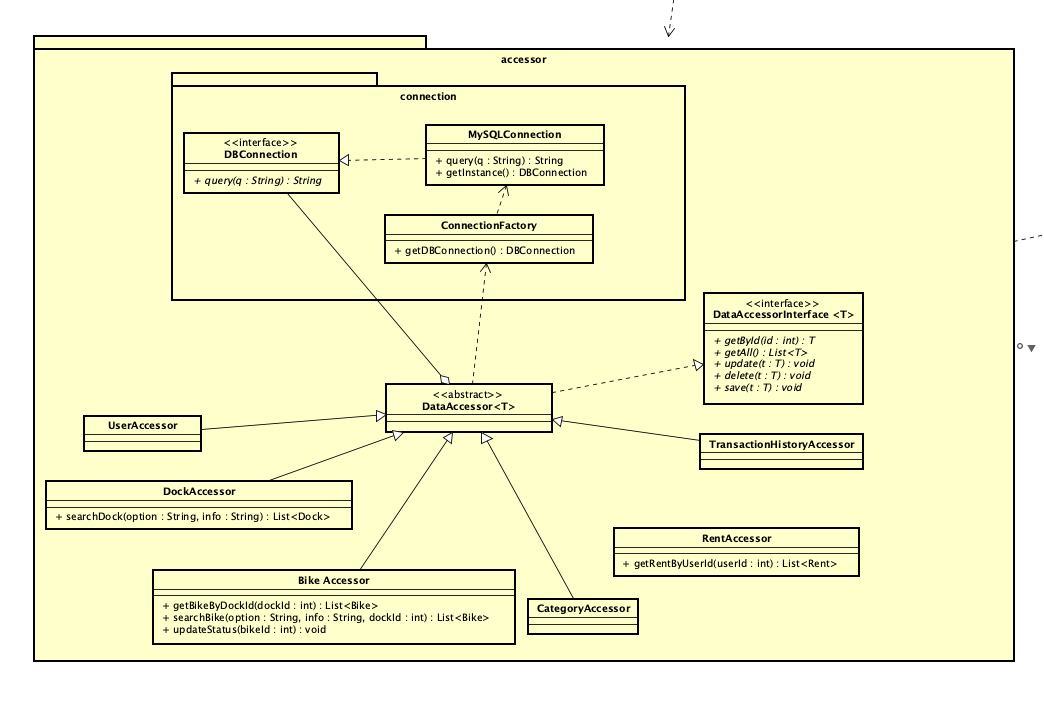 accessor
connection
<<interface>>
DBConnection
+ query(q : String) : String
MySQLConnection
+ query(q : String) : String
+ getInstance() : DBConnection
ConnectionFactory
+ getDBConnection() : DBConnection
<<interface>>
DataAccessorInterface <T>
+ getById(id : int) : T
+ getAll() : List<T>
+ update(t : T) : void
+ delete(t : T) : void
+ save(t : T) : void
<<abstract>>
DataAccessor<T>
UserAccessor
TransactionHistoryAccessor
DockAccessor
+ searchDock(option : String, info : String) : List<Dock>
RentAccessor
+ getRentByUserId(userId : int) : List<Rent>
Bike Accessor
+ getBikeByDockId(dockId : int) : List<Bike>
+ searchBike(option : String, info : String, dockId : int) : List<Bike>
+ updateStatus(bikeId : int) : void
CategoryAccessor